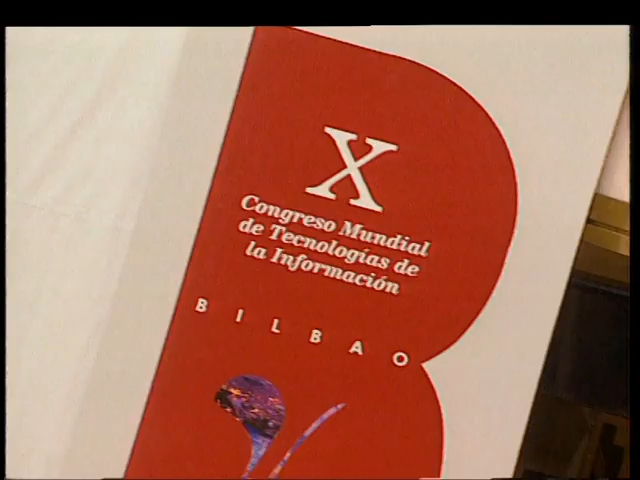 X
Congreso Mundial
de Tecnologías de
la Información
BILBAO